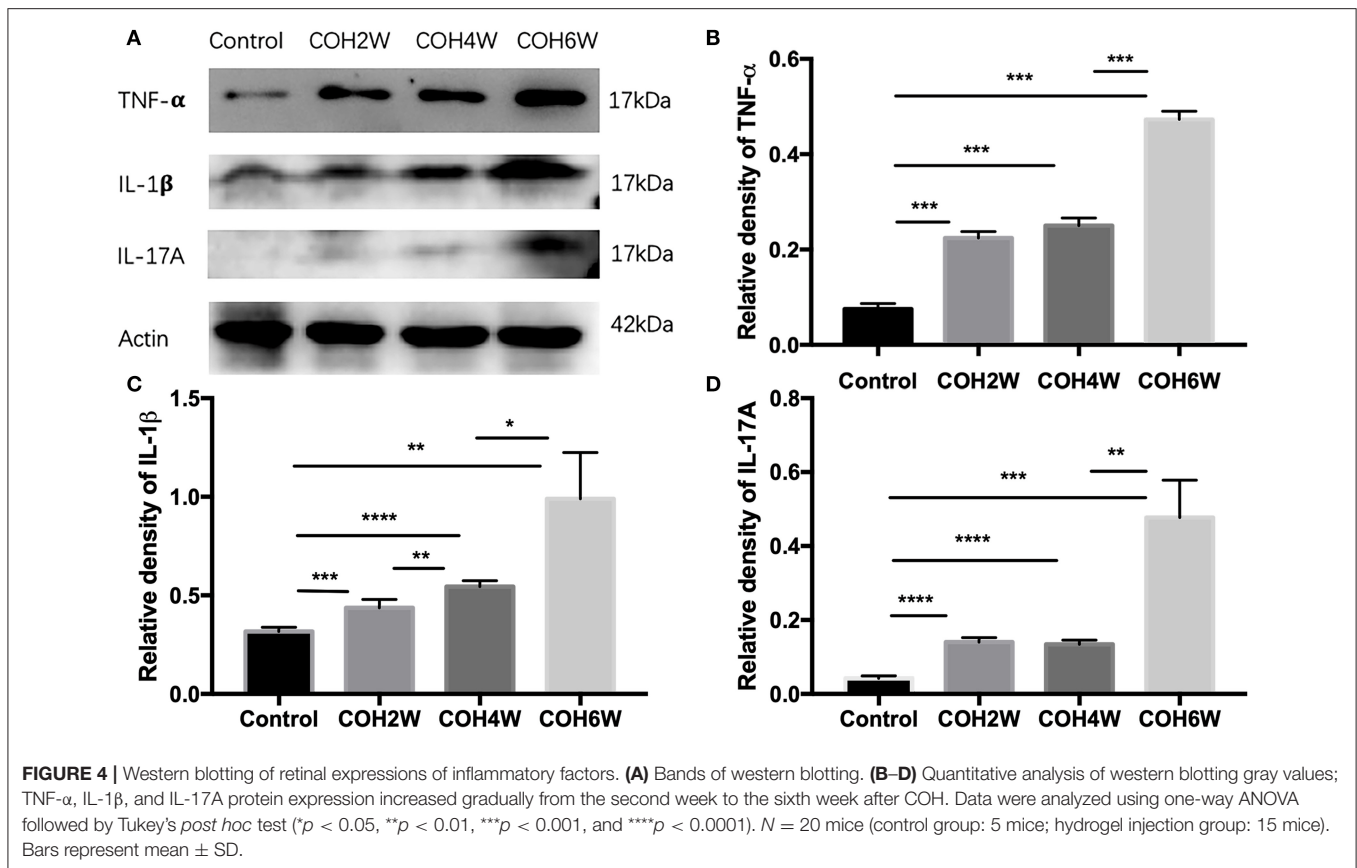 A
Control COH2W COH4W COH6W
TNF-α 17kDa
IL-1β 17kDa
IL-17A 17kDa
Actin 42kDa
B
Relative density of TNF-α
0.6
0.4
0.2
0.0
***
***
***
***
Control COH2W COH4W COH6W
C
Relative density of IL-1β
1.5
1.0
0.5
0.0
*
**
****
**
***
Control COH2W COH4W COH6W
D
Relative density of IL-17A
0.8
0.6
0.4
0.2
0.0
**
***
****
****
Control COH2W COH4W COH6W
FIGURE 4 | Western blotting of retinal expressions of inflammatory factors. (A) Bands of western blotting. (B–D) Quantitative analysis of western blotting gray values;
TNF-α, IL-1β, and IL-17A protein expression increased gradually from the second week to the sixth week after COH. Data were analyzed using one-way ANOVA
followed by Tukey's post hoc test (*p < 0.05, **p < 0.01, ***p < 0.001, and ****p < 0.0001). N = 20 mice (control group: 5 mice; hydrogel injection group: 15 mice).
Bars represent mean ± SD.